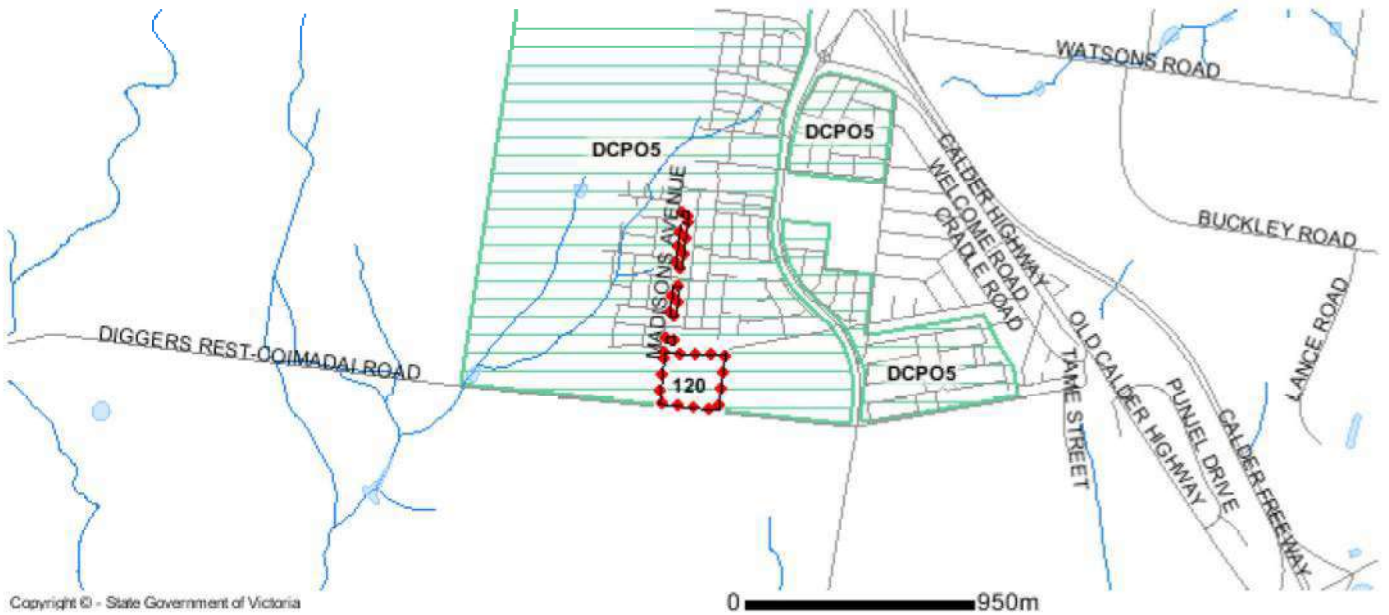 WATSONS ROAD
DCPO5
DCPO5
CALDER HIGHWAY
WELCOME ROAD
CRADLE ROAD
MADISONS AVENUE
BUCKLEY ROAD
LANCE ROAD
DIGGERS REST-COIMADAI ROAD
OLD CALDER HIGHWAY
TAME STREET
PUNJEL DRIVE
CALDER FREEWAY
120
DCPO5
Copyright © - State Government of Victoria
0 950m